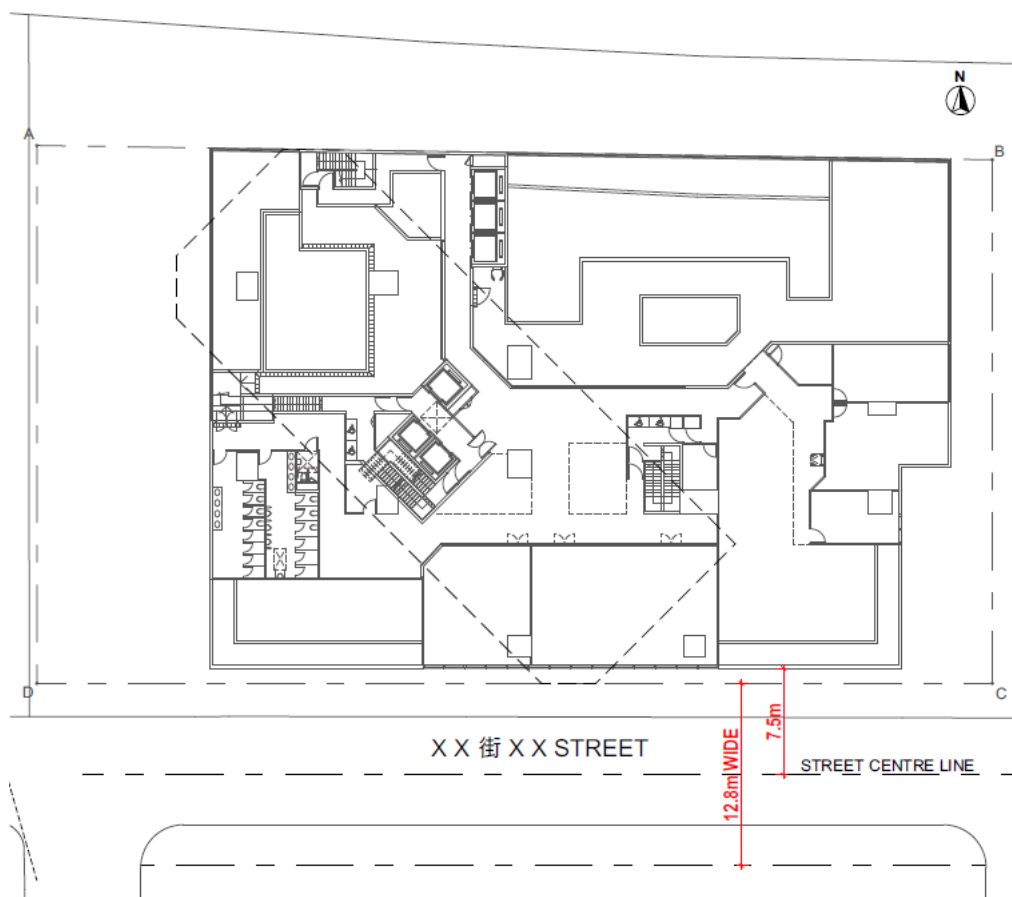 N
A
B
D
C
X X 街 X X STREET
12.8m WIDE
7.5m
STREET CENTRE LINE